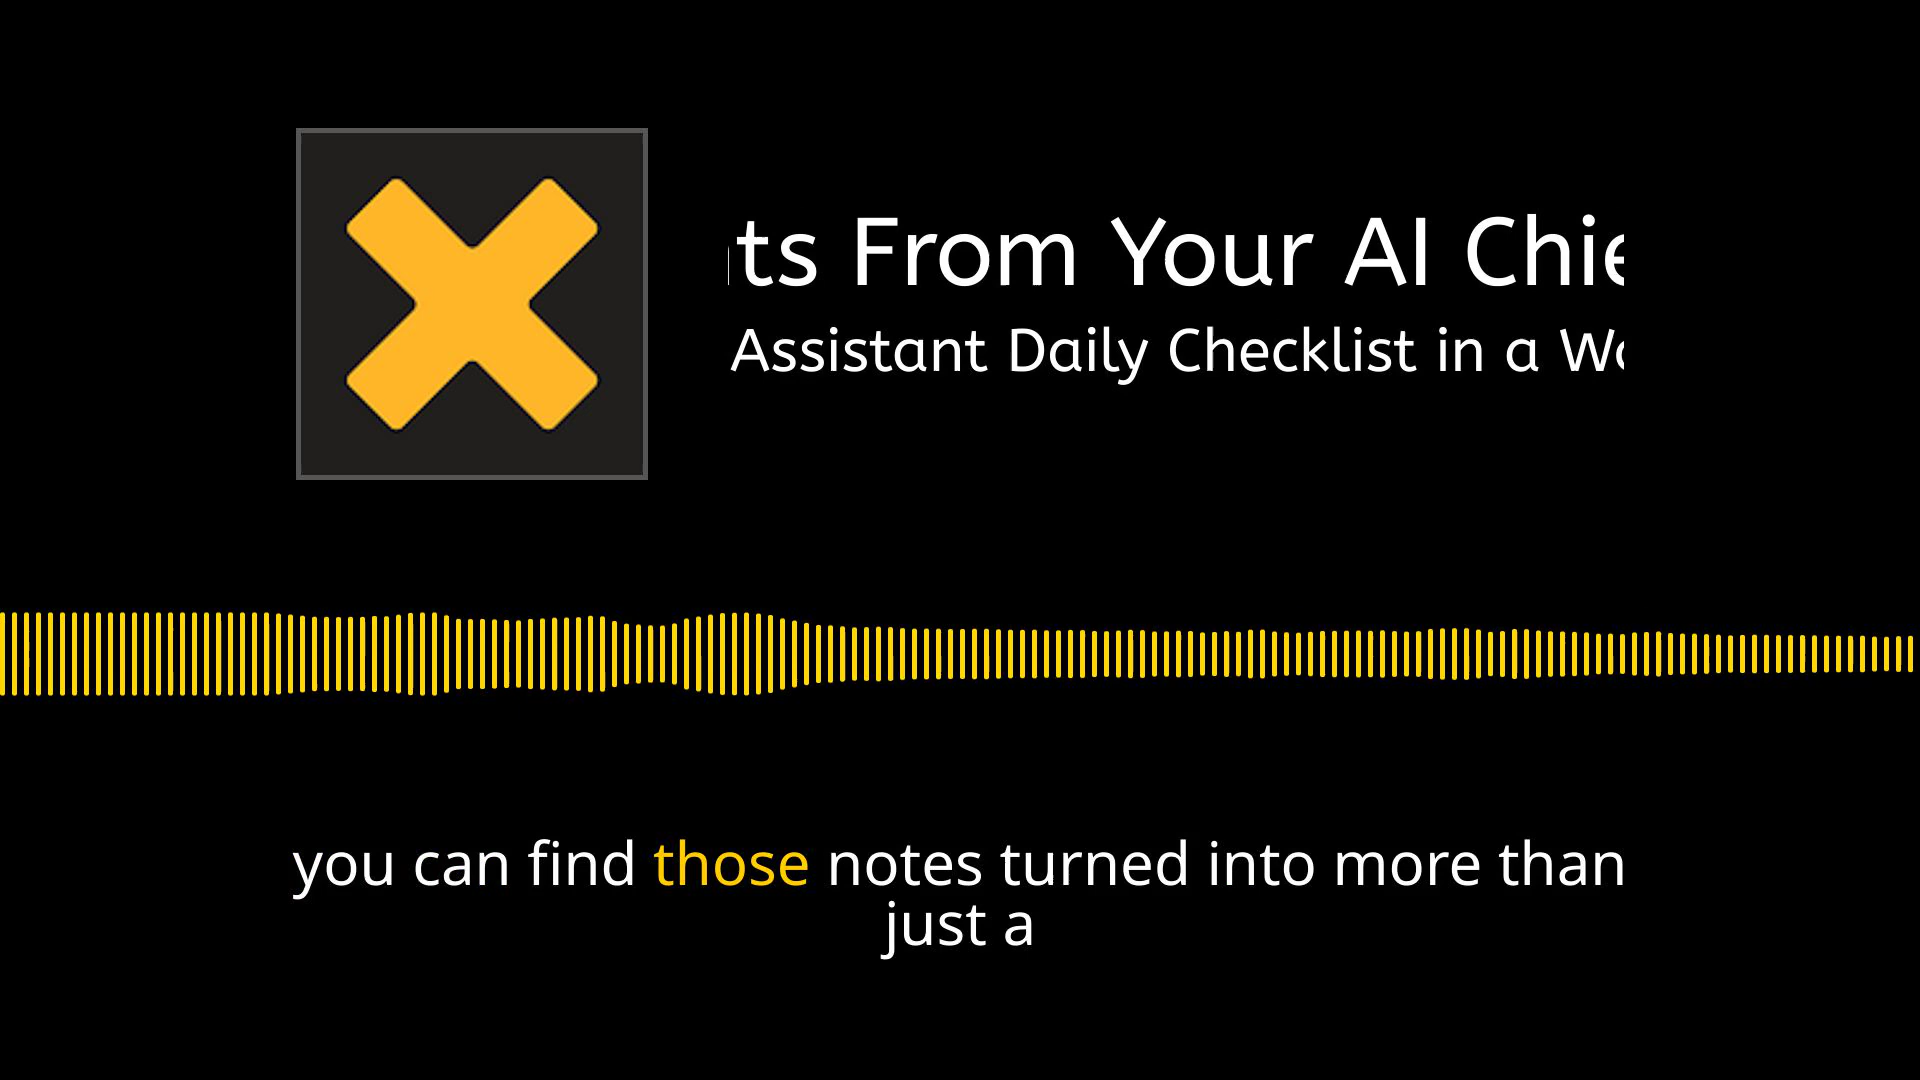 ts From Your AI Chie
Assistant Daily Checklist in a Wo
you can find those notes turned into more than
just a